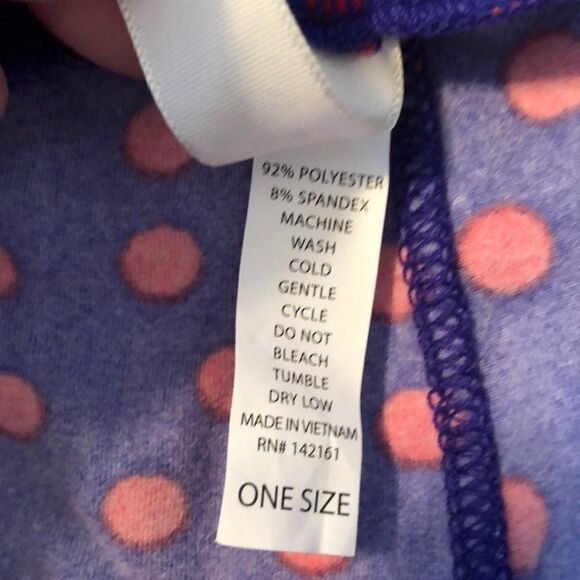 92% POLYESTER
8% SPANDEX
MACHINE
WASH
COLD
GENTLE
CYCLE
DO NOT
BLEACH
TUMBLE
DRY LOW
MADE IN VIETNAM
RN# 142161
ONE SIZE